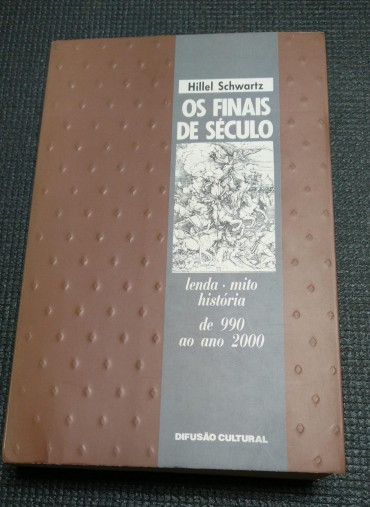 Hillel Schwartz
OS FINAIS
DE SÉCULO
lenda · mito
história
de 990
ao ano 2000
DIFUSÃO CULTURAL